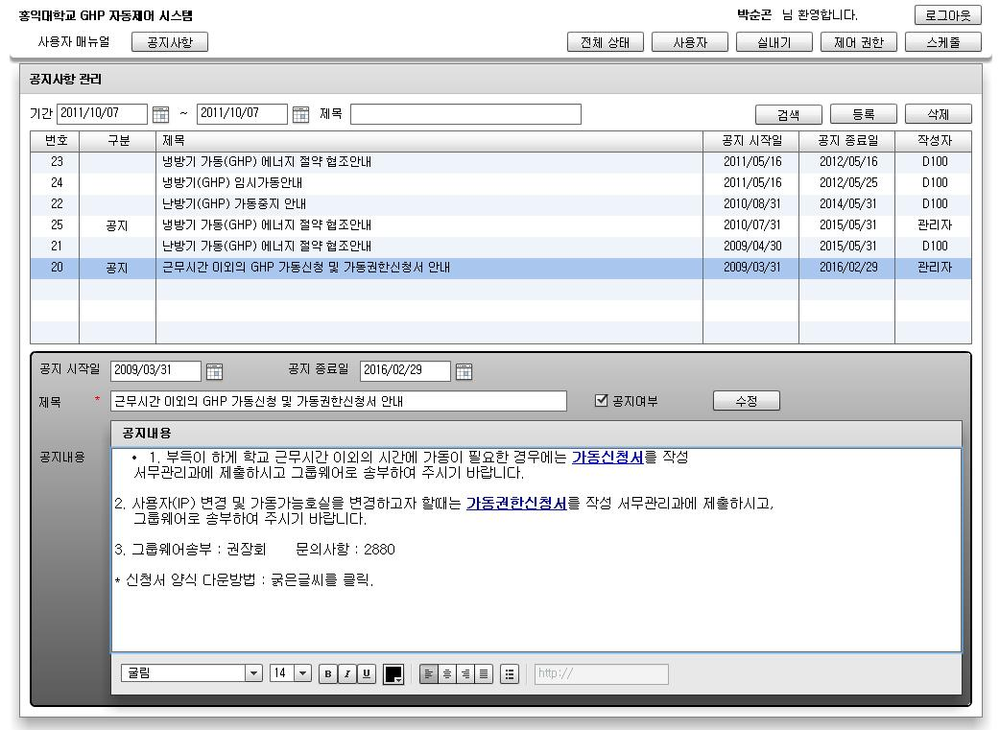 홍익대학교 GHP 자동제어 시스템
박순곤 님 환영합니다. 로그아웃
사용자 매뉴얼 공지사항 전체 상태 사용자 실내기 제어 권한 스케줄
공지사항 관리
기간 2011/10/07 ~ 2011/10/07 제목 검색 등록 삭제
번호 구분 제목 공지 시작일 공지 종료일 작성자
23 냉방기 가동(GHP) 에너지 절약 협조안내 2011/05/16 2012/05/16 D100
24 냉방기(GHP) 임시가동안내 2011/05/16 2012/05/25 D100
22 난방기(GHP) 가동중지 안내 2010/08/31 2014/05/31 D100
25 공지 냉방기 가동(GHP) 에너지 절약 협조안내 2010/07/31 2015/05/31 관리자
21 난방기 가동(GHP) 에너지 절약 협조안내 2009/04/30 2015/05/31 D100
20 공지 근무시간 이외의 GHP 가동신청 및 가동권한신청서 안내 2009/03/31 2016/02/29 관리자
공지 시작일 2009/03/31 공지 종료일 2016/02/29
제목 * 근무시간 이외의 GHP 가동신청 및 가동권한신청서 안내 공지여부 수정
공지내용
공지내용
• 1. 부득이 하게 학교 근무시간 이외의 시간에 가동이 필요한 경우에는 가동신청서를 작성
서무관리과에 제출하시고 그룹웨어로 송부하여 주시기 바랍니다.
2. 사용자(IP) 변경 및 가동가능호실을 변경하고자 할때는 가동권한신청서를 작성 서무관리과에 제출하시고,
그룹웨어로 송부하여 주시기 바랍니다.
3. 그룹웨어송부 : 권장회 문의사항 : 2880
* 신청서 양식 다운방법 : 굵은글씨를 클릭.
굴림 14 B I U http://